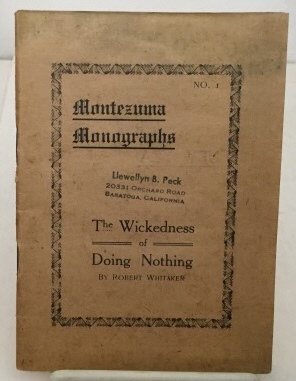 NO. 1
Montezuma
Monographs
Llewellyn B. Peck
20331 ORCHARD ROAD
SARATOGA, CALIFORNIA
The Wickedness
of
Doing Nothing
BY ROBERT WHITAKER